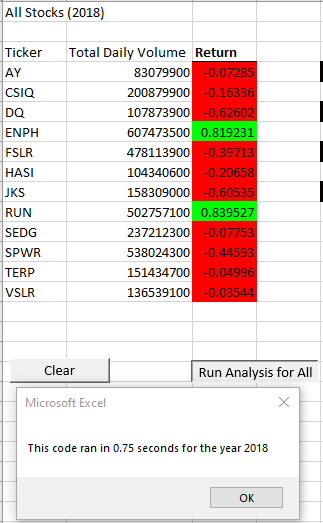 All Stocks (2018)
Ticker Total Daily Volume Return
AY 83079900 -0.07285
CSIQ 200879900 -0.16336
DQ 107873900 -0.62602
ENPH 607473500 0.819231
FSLR 478113900 -0.39713
HASI 104340600 -0.20658
JKS 158309000 -0.60535
RUN 502757100 0.839527
SEDG 237212300 -0.07753
SPWR 538024300 -0.44593
TERP 151434700 -0.04996
VSLR 136539100 -0.03544
Clear Run Analysis for All
Microsoft Excel
This code ran in 0.75 seconds for the year 2018
OK